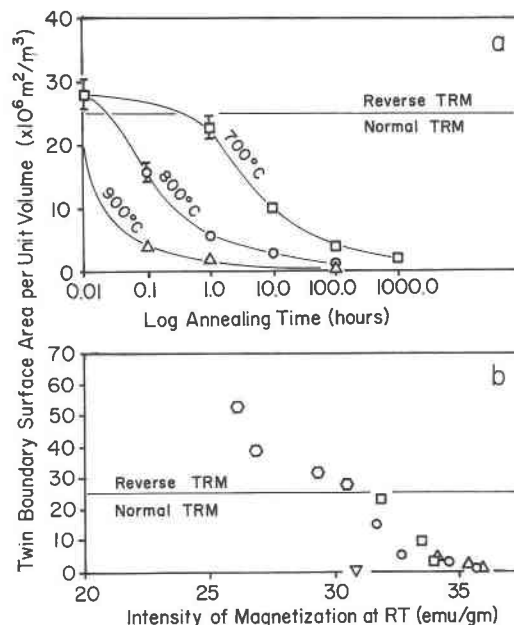 Twin Boundary Surface Area per Unit Volume (x10⁶ m²/m³)
a
40
30
20
10
0
Reverse TRM
Normal TRM
700°C
800°C
900°C
0.01 0.1 1.0 10.0 100.0 1000.0
Log Annealing Time (hours)
b
70
60
50
40
30
20
10
0
Reverse TRM
Normal TRM
20 25 30 35
Intensity of Magnetization at RT (emu/gm)